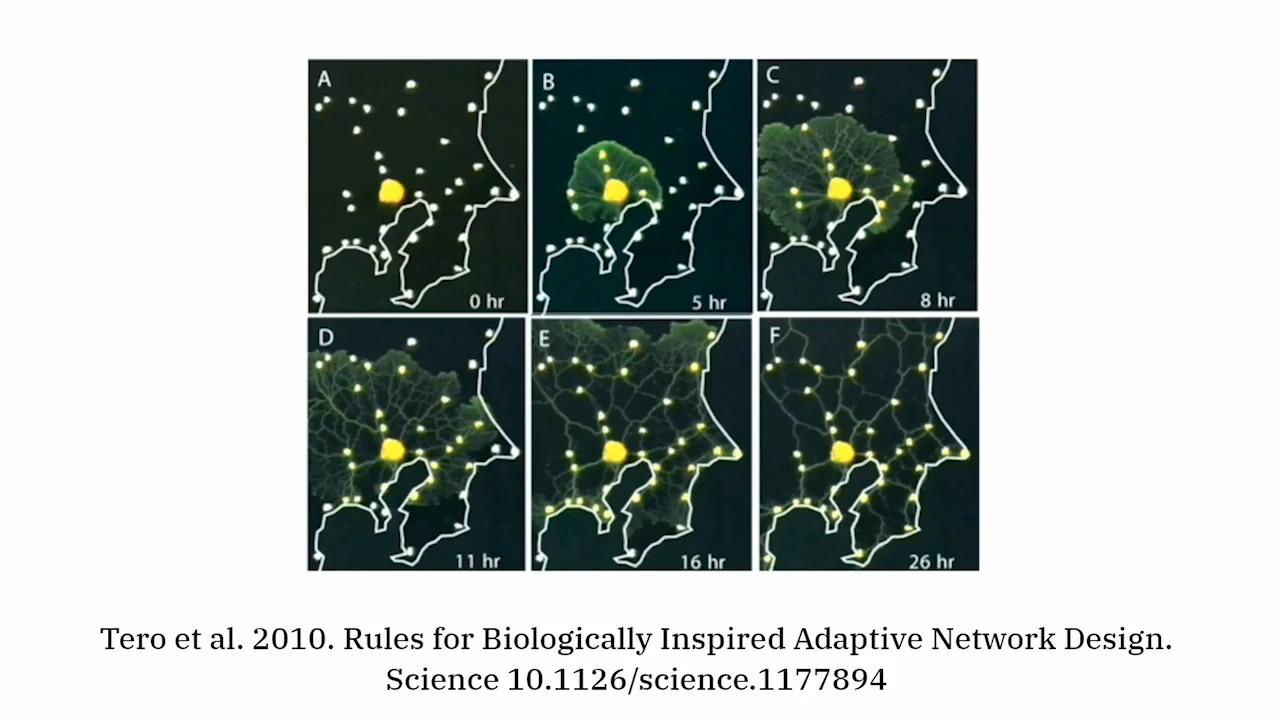 A
B
C
0 hr
5 hr
8 hr
D
E
F
11 hr
16 hr
26 hr
Tero et al. 2010. Rules for Biologically Inspired Adaptive Network Design.
Science 10.1126/science.1177894